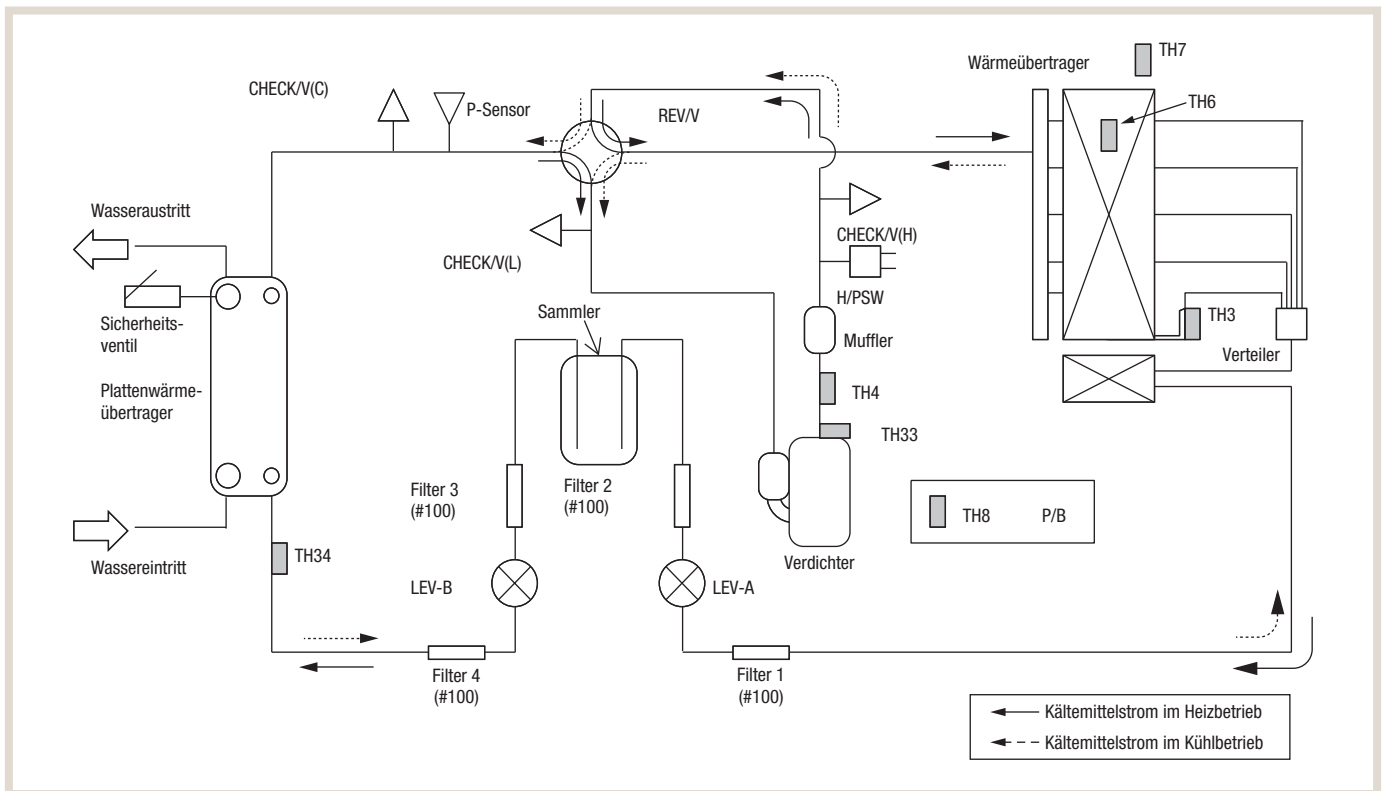 TH7
Wärmeübertrager
CHECK/V(C)
P-Sensor
REV/V
TH6
Wasseraustritt
CHECK/V(H)
CHECK/V(L)
H/PSW
Sicherheits-
ventil
Sammler
Muffler
TH3
Verteiler
Plattenwärme-
übertrager
TH4
TH33
Filter 3
(#100)
Filter 2
(#100)
TH8
P/B
Verdichter
TH34
Wassereintritt
LEV-B
LEV-A
Filter 4
(#100)
Filter 1
(#100)
Kältemittelstrom im Heizbetrieb
Kältemittelstrom im Kühlbetrieb